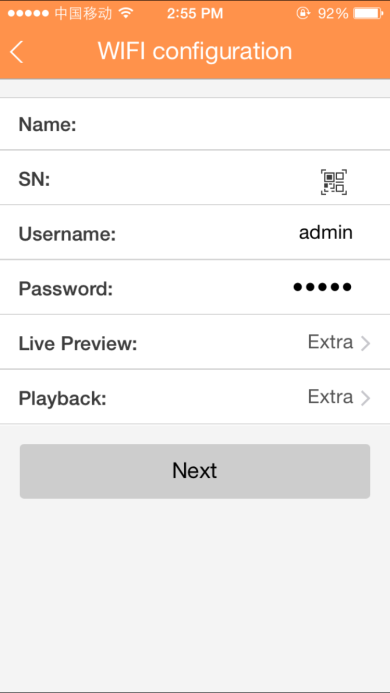 中国移动 2:55 PM 92%
WIFI configuration
Name:
SN:
Username: admin
Password: •••••
Live Preview: Extra
Playback: Extra
Next